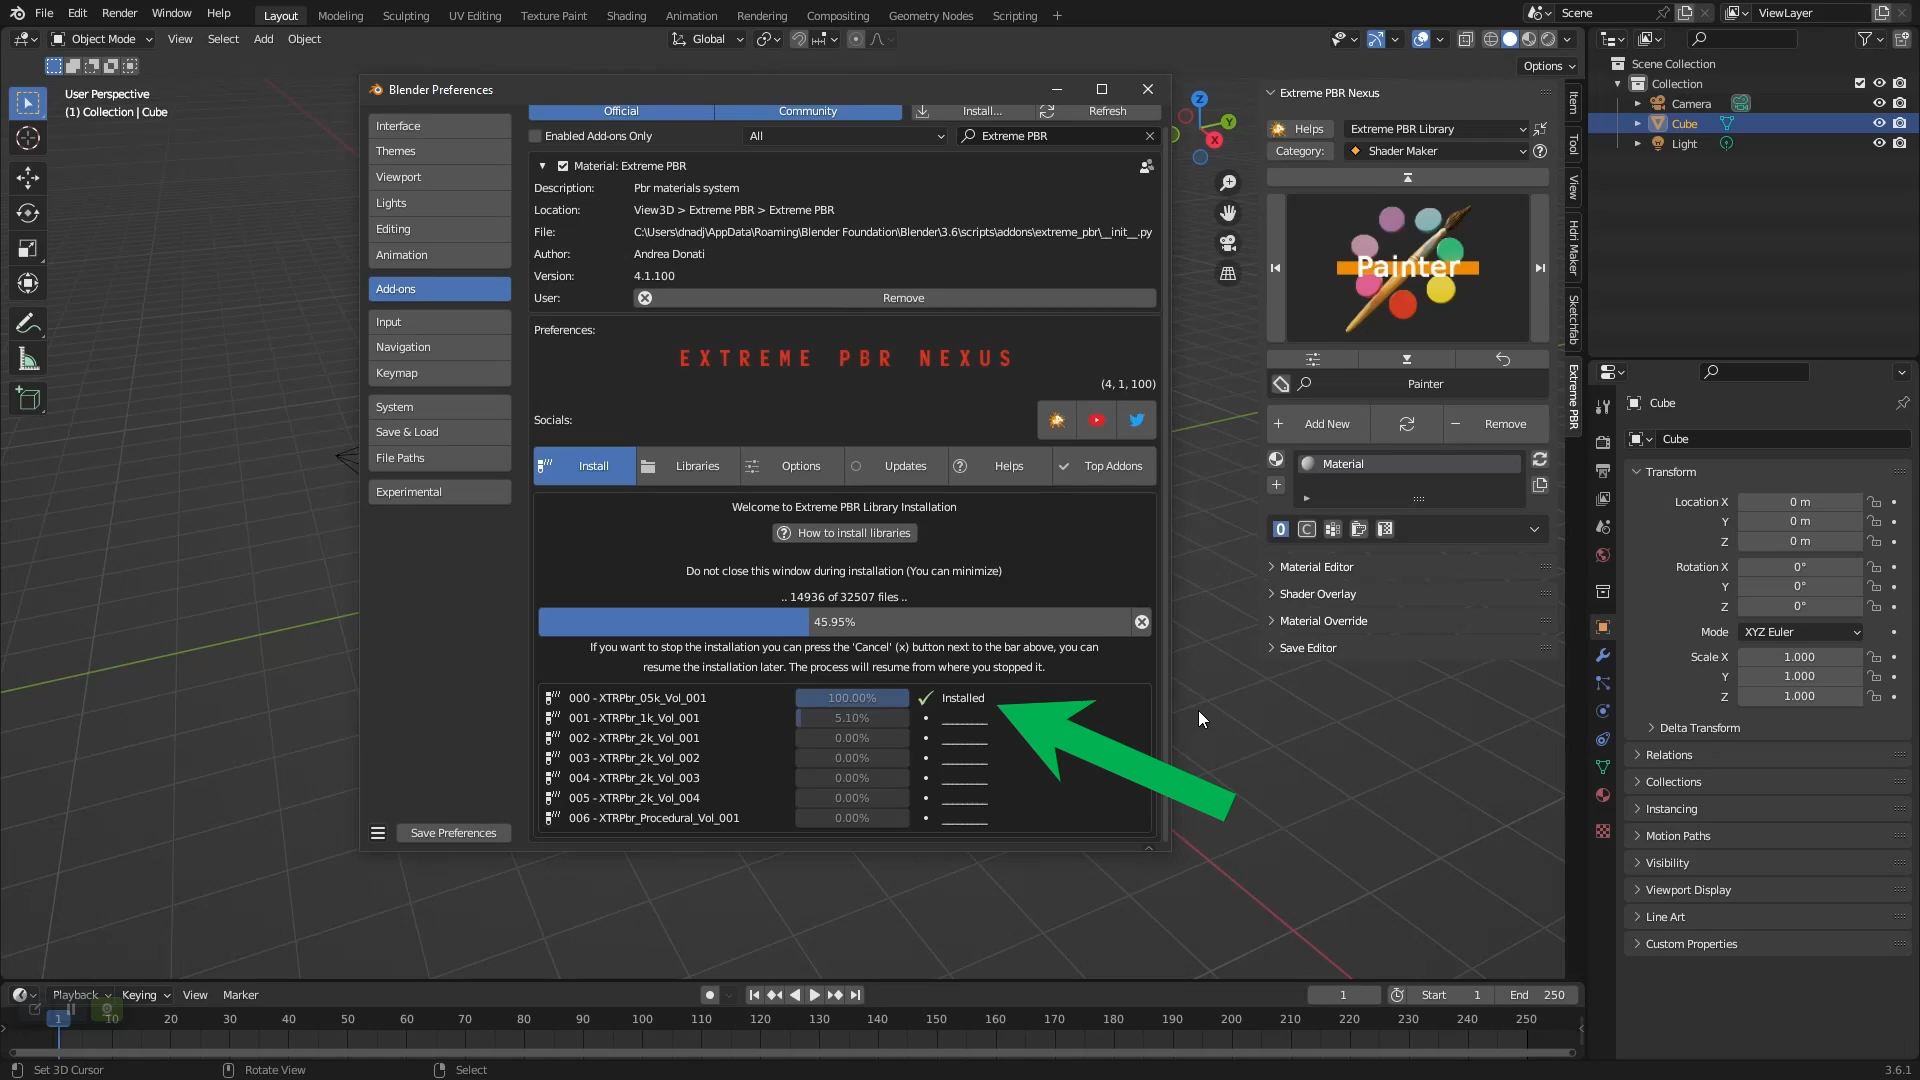 File Edit Render Window Help Layout Modeling Sculpting UV Editing Texture Paint Shading Animation Rendering Compositing Geometry Nodes Scripting + Scene ViewLayer
Object Mode View Select Add Object Global
Options
User Perspective
(1) Collection | Cube
Blender Preferences
Interface
Themes
Viewport
Lights
Editing
Animation
Add-ons
Input
Navigation
Keymap
System
Save & Load
File Paths
Experimental
Save Preferences
Official Community Install... Refresh
Enabled Add-ons Only All Extreme PBR
Material: Extreme PBR
Description: Pbr materials system
Location: View3D > Extreme PBR > Extreme PBR
File: C:\Users\dnadj\AppData\Roaming\Blender Foundation\Blender\3.6\scripts\addons\extreme_pbr\__init__.py
Author: Andrea Donati
Version: 4.1.100
User: Remove
Preferences:
EXTREME PBR NEXUS
(4, 1, 100)
Socials:
Install Libraries Options Updates Helps Top Addons
Welcome to Extreme PBR Library Installation
How to install libraries
Do not close this window during installation (You can minimize)
.. 14936 of 32507 files ..
45.95%
If you want to stop the installation you can press the 'Cancel' (x) button next to the bar above, you can
resume the installation later. The process will resume from where you stopped it.
000 - XTRPbr_05k_Vol_001 100.00% Installed
001 - XTRPbr_1k_Vol_001 5.10%
002 - XTRPbr_2k_Vol_001 0.00%
003 - XTRPbr_2k_Vol_002 0.00%
004 - XTRPbr_2k_Vol_003 0.00%
005 - XTRPbr_2k_Vol_004 0.00%
006 - XTRPbr_Procedural_Vol_001 0.00%
Z
Y
X
Extreme PBR Nexus
Helps Extreme PBR Library
Category: Shader Maker
Painter
Painter
Add New Remove
Material
0 C
Material Editor
Shader Overlay
Material Override
Save Editor
Item
Tool
View
Hdri Maker
Sketchfab
Extreme PBR
Scene Collection
Collection
Camera
Cube
Light
Cube
Cube
Transform
Location X 0 m
Y 0 m
Z 0 m
Rotation X 0°
Y 0°
Z 0°
Mode XYZ Euler
Scale X 1.000
Y 1.000
Z 1.000
Delta Transform
Relations
Collections
Instancing
Motion Paths
Visibility
Viewport Display
Line Art
Custom Properties
Playback Keying View Marker 1 Start 1 End 250
1 10 20 30 40 50 60 70 80 90 100 110 120 130 140 150 160 170 180 190 200 210 220 230 240 250
Set 3D Cursor Rotate View Select 3.6.1